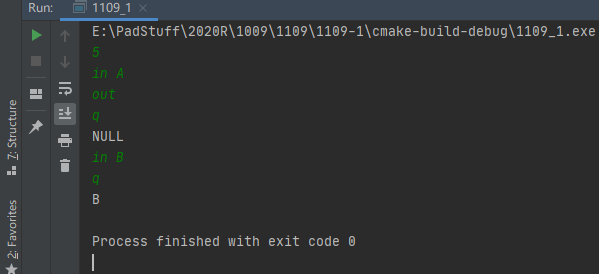 Run: 1109_1 ×
E:\PadStuff\2020R\1009\1109\1109-1\cmake-build-debug\1109_1.exe
5
in A
out
q
NULL
in B
q
B
Process finished with exit code 0
7: Structure
2: Favorites